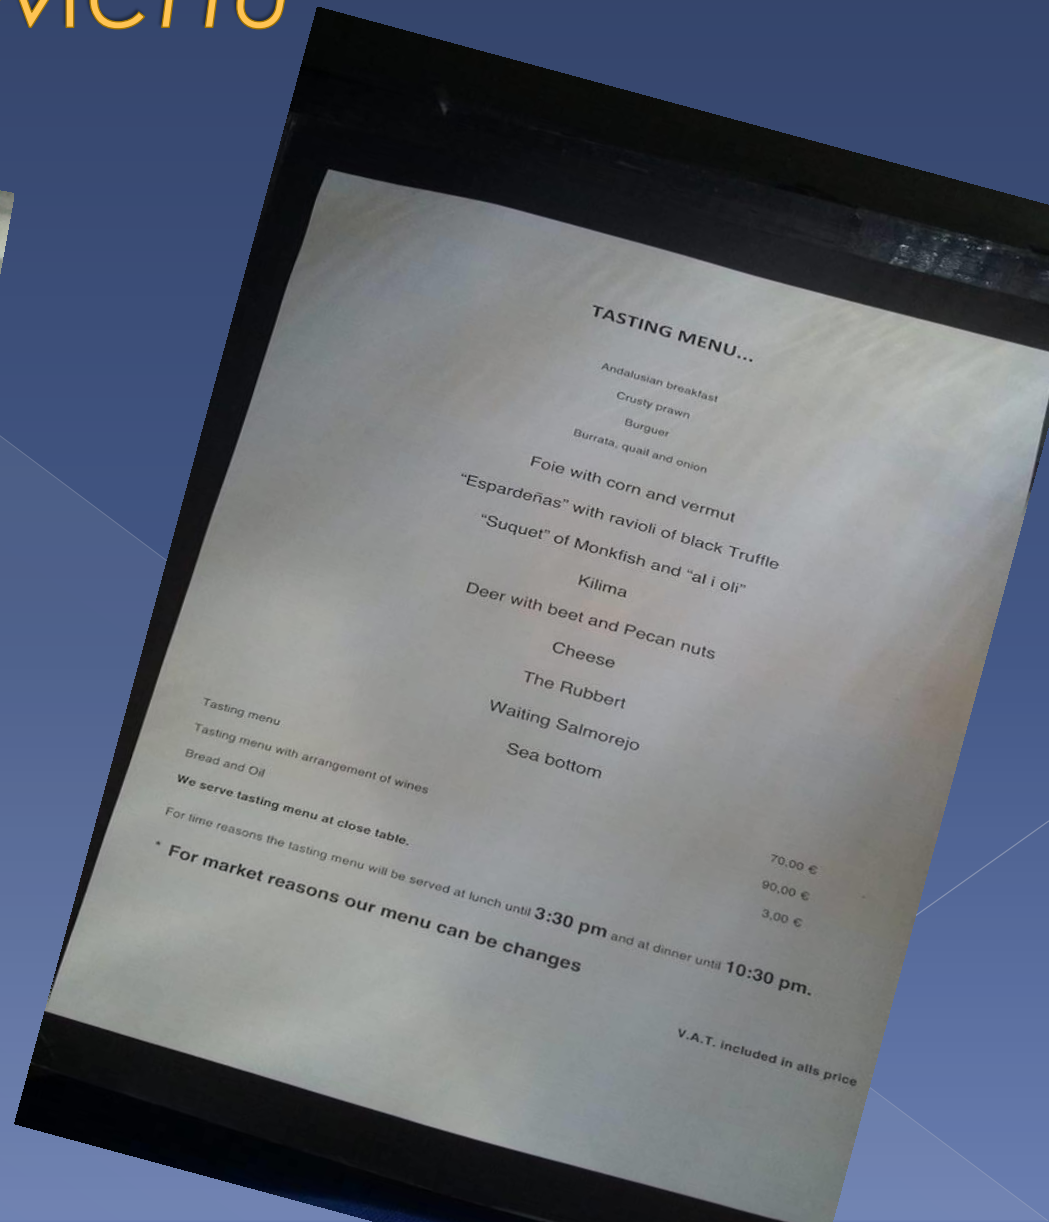 Menu
TASTING MENU...
Andalusian breakfast
Crusty prawn
Burguer
Burrata, quail and onion
Foie with corn and vermut
“Espardeñas” with ravioli of black Truffle
“Suquet” of Monkfish and “al i oli”
Kilima
Deer with beet and Pecan nuts
Cheese
The Rubbert
Waiting Salmorejo
Sea bottom
Tasting menu 70,00 €
Tasting menu with arrangement of wines 90,00 €
Bread and Oil 3,00 €
We serve tasting menu at close table.
For time reasons the tasting menu will be served at lunch until 3:30 pm and at dinner until 10:30 pm.
* For market reasons our menu can be changes
V.A.T. included in alls price